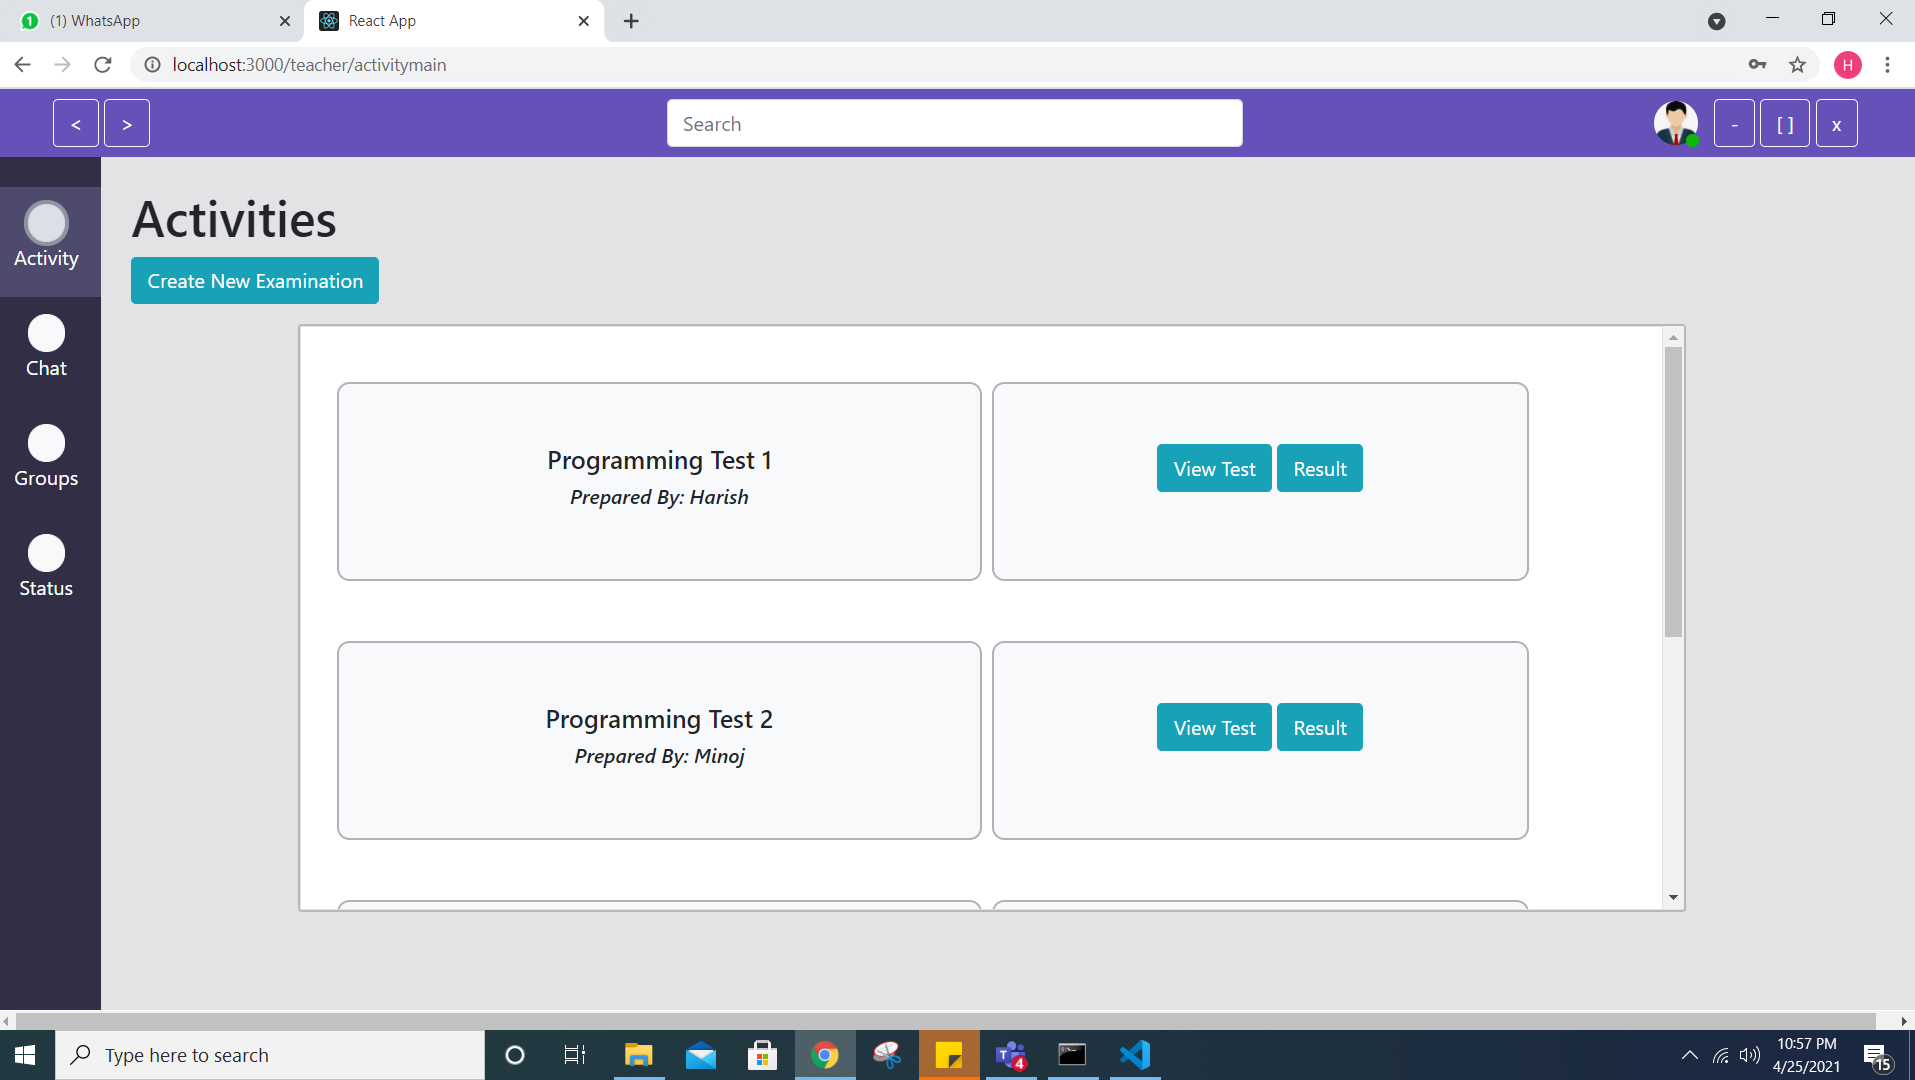 (1) WhatsApp
React App
localhost:3000/teacher/activitymain
H
<
>
Search
-
[ ]
x
Activity
Chat
Groups
Status
Activities
Create New Examination
Programming Test 1
Prepared By: Harish
View Test
Result
Programming Test 2
Prepared By: Minoj
View Test
Result
Type here to search
4
10:57 PM
4/25/2021
15